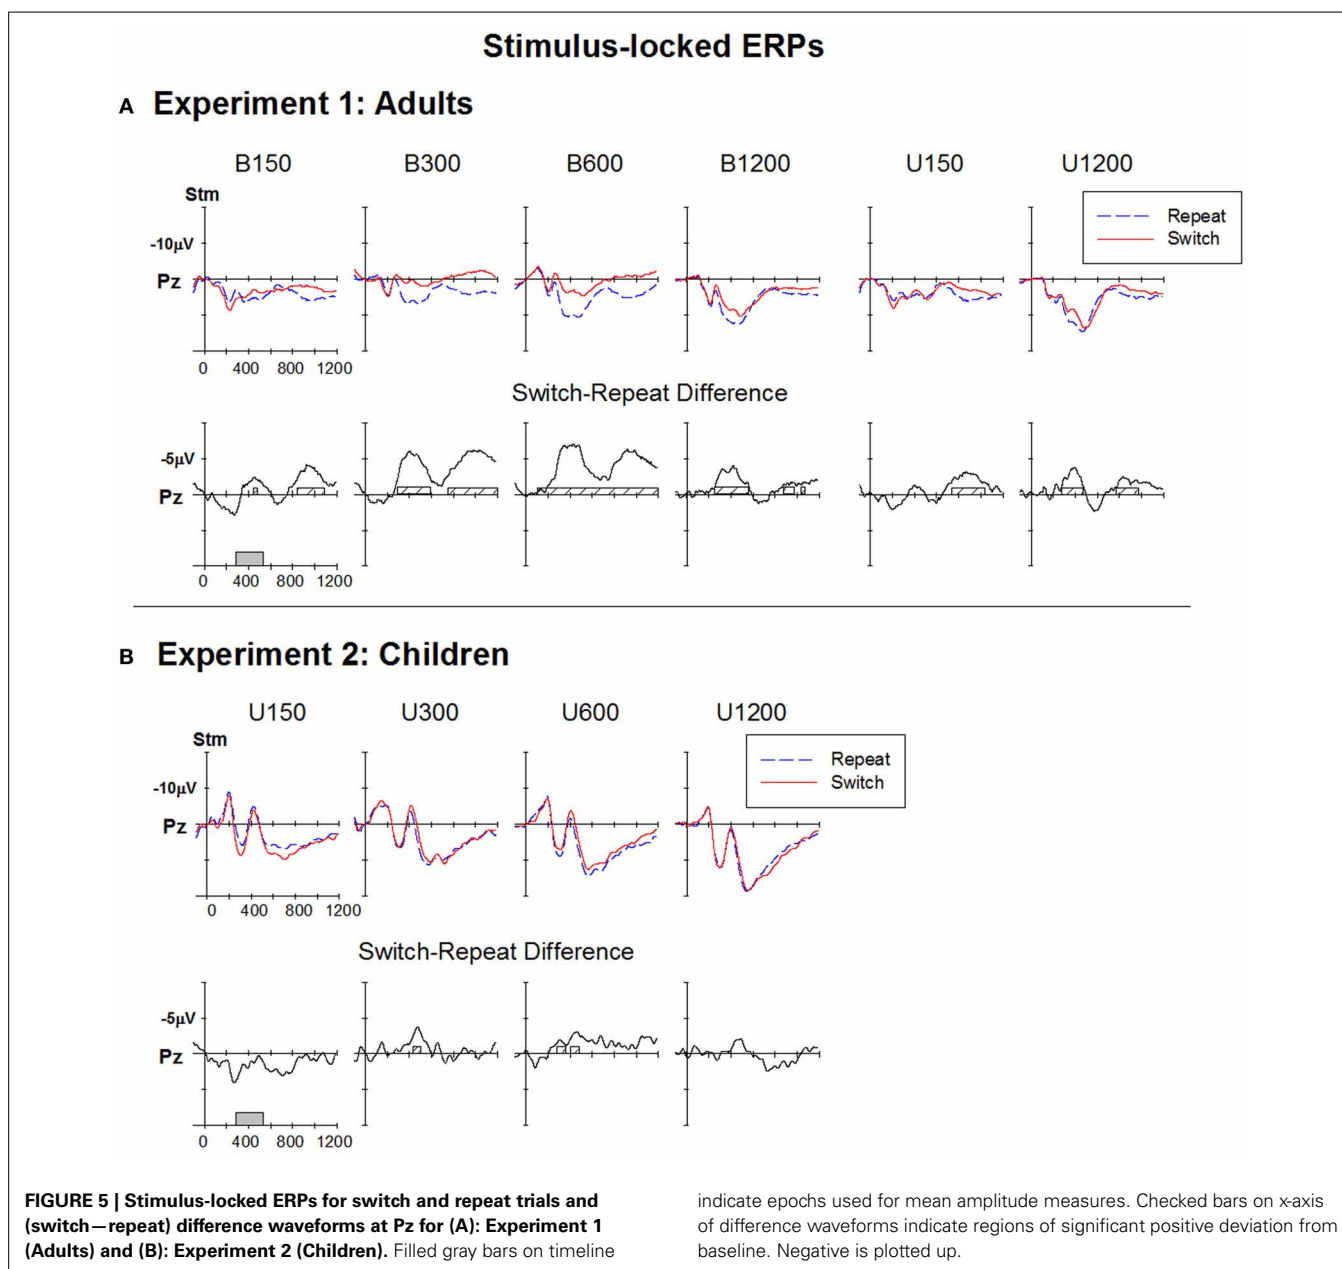 Stimulus-locked ERPs
A Experiment 1: Adults
B150 B300 B600 B1200 U150 U1200
Stm
Repeat
Switch
-10µV
Pz
0 400 800 1200
Switch-Repeat Difference
-5µV
Pz
0 400 800 1200
B Experiment 2: Children
U150 U300 U600 U1200
Stm
Repeat
Switch
-10µV
Pz
0 400 800 1200
Switch-Repeat Difference
-5µV
Pz
0 400 800 1200
FIGURE 5 | Stimulus-locked ERPs for switch and repeat trials and
(switch—repeat) difference waveforms at Pz for (A): Experiment 1
(Adults) and (B): Experiment 2 (Children). Filled gray bars on timeline
indicate epochs used for mean amplitude measures. Checked bars on x-axis
of difference waveforms indicate regions of significant positive deviation from
baseline. Negative is plotted up.